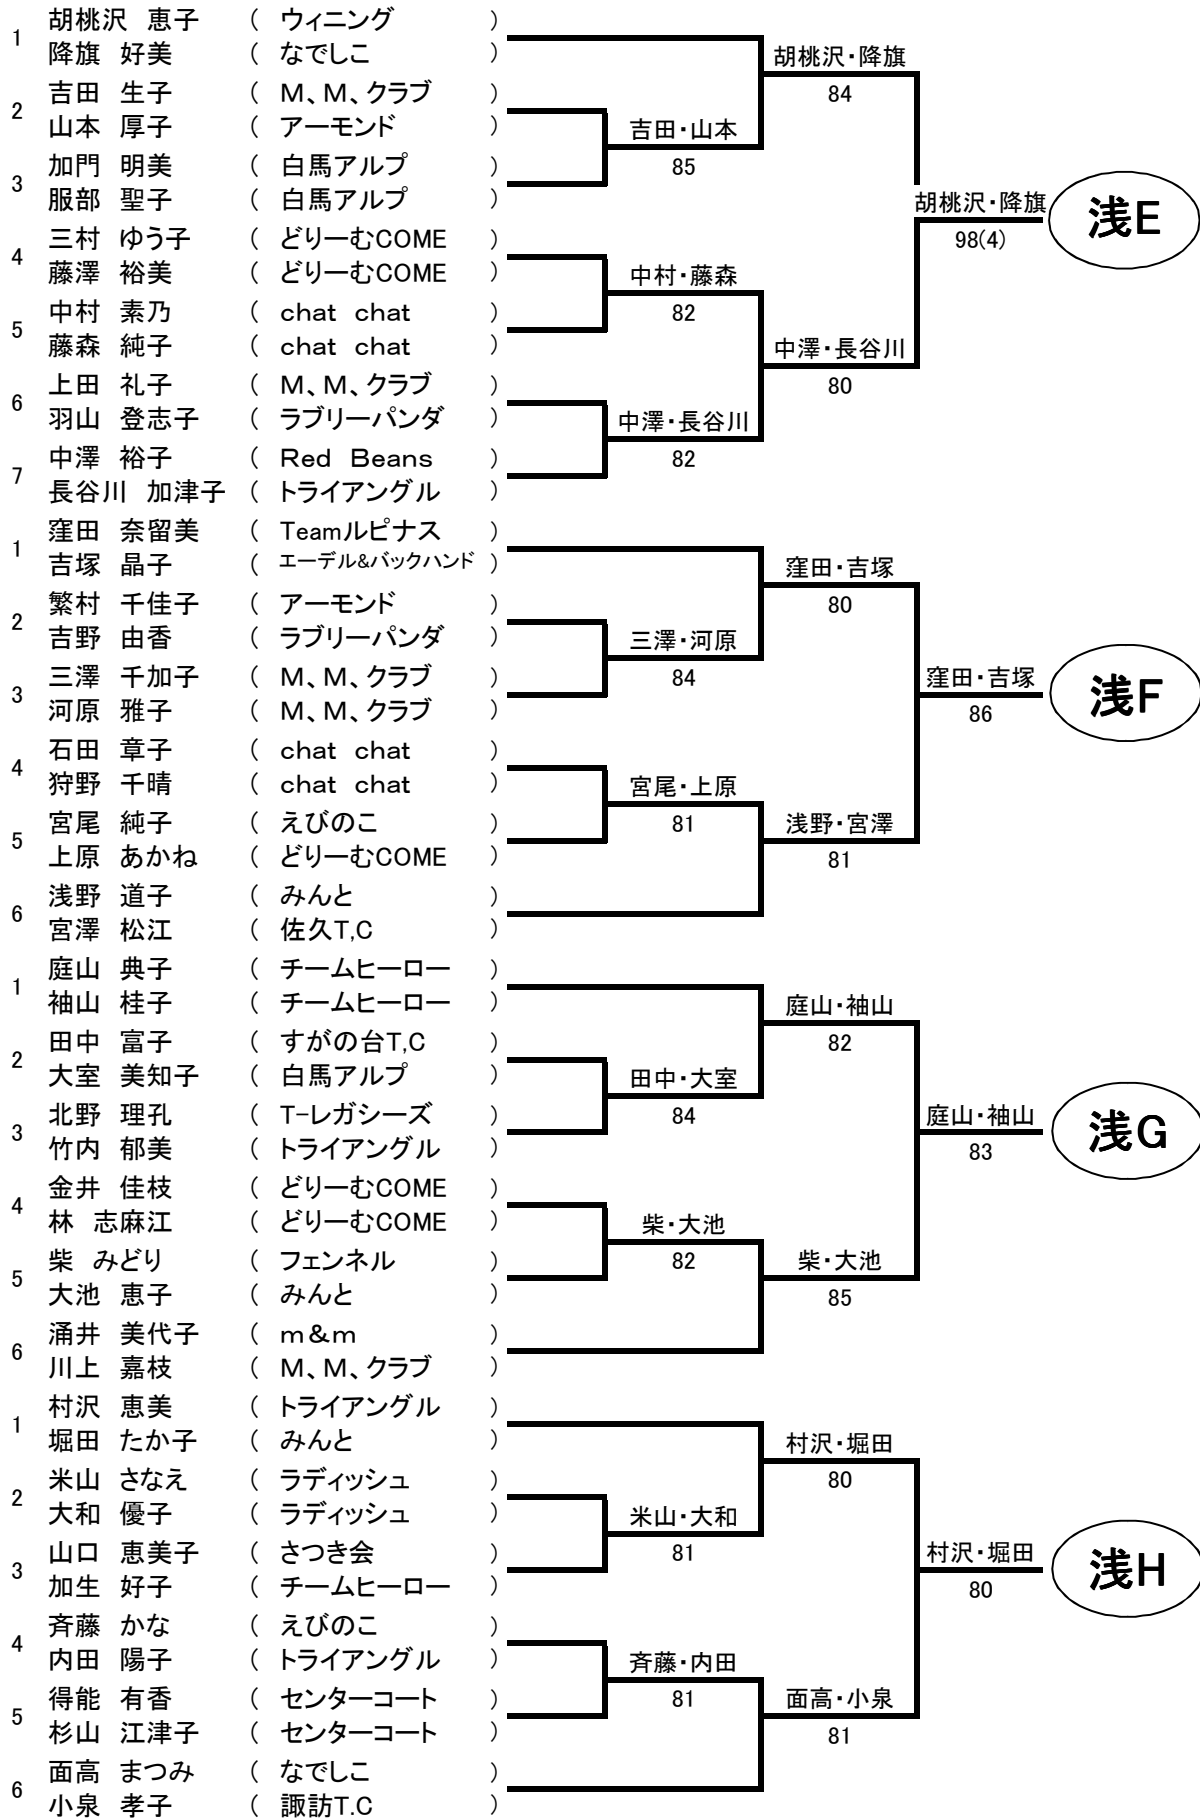 1 胡桃沢 恵子 ( ウィニング )
降旗 好美 ( なでしこ )
胡桃沢・降旗
84
2 吉田 生子 ( M、M、クラブ )
山本 厚子 ( アーモンド )
吉田・山本
85
3 加門 明美 ( 白馬アルプ )
服部 聖子 ( 白馬アルプ )
胡桃沢・降旗
98(4)
浅E
4 三村 ゆう子 ( どりーむCOME )
藤澤 裕美 ( どりーむCOME )
中村・藤森
82
5 中村 素乃 ( chat chat )
藤森 純子 ( chat chat )
中澤・長谷川
80
6 上田 礼子 ( M、M、クラブ )
羽山 登志子 ( ラブリーパンダ )
中澤・長谷川
82
7 中澤 裕子 ( Red Beans )
長谷川 加津子 ( トライアングル )
1 窪田 奈留美 ( Teamルピナス )
吉塚 晶子 ( エーデル&バックハンド )
窪田・吉塚
80
2 繁村 千佳子 ( アーモンド )
吉野 由香 ( ラブリーパンダ )
三澤・河原
84
3 三澤 千加子 ( M、M、クラブ )
河原 雅子 ( M、M、クラブ )
窪田・吉塚
86
浅F
4 石田 章子 ( chat chat )
狩野 千晴 ( chat chat )
宮尾・上原
81
5 宮尾 純子 ( えびのこ )
上原 あかね ( どりーむCOME )
浅野・宮澤
81
6 浅野 道子 ( みんと )
宮澤 松江 ( 佐久T,C )
1 庭山 典子 ( チームヒーロー )
袖山 桂子 ( チームヒーロー )
庭山・袖山
82
2 田中 富子 ( すがの台T,C )
大室 美知子 ( 白馬アルプ )
田中・大室
84
3 北野 理孔 ( T-レガシーズ )
竹内 郁美 ( トライアングル )
庭山・袖山
83
浅G
4 金井 佳枝 ( どりーむCOME )
林 志麻江 ( どりーむCOME )
柴・大池
82
5 柴 みどり ( フェンネル )
大池 恵子 ( みんと )
柴・大池
85
6 涌井 美代子 ( m&m )
川上 嘉枝 ( M、M、クラブ )
1 村沢 恵美 ( トライアングル )
堀田 たか子 ( みんと )
村沢・堀田
80
2 米山 さなえ ( ラディッシュ )
大和 優子 ( ラディッシュ )
米山・大和
81
3 山口 恵美子 ( さつき会 )
加生 好子 ( チームヒーロー )
村沢・堀田
80
浅H
4 斉藤 かな ( えびのこ )
内田 陽子 ( トライアングル )
斉藤・内田
81
5 得能 有香 ( センターコート )
杉山 江津子 ( センターコート )
面高・小泉
81
6 面高 まつみ ( なでしこ )
小泉 孝子 ( 諏訪T.C )